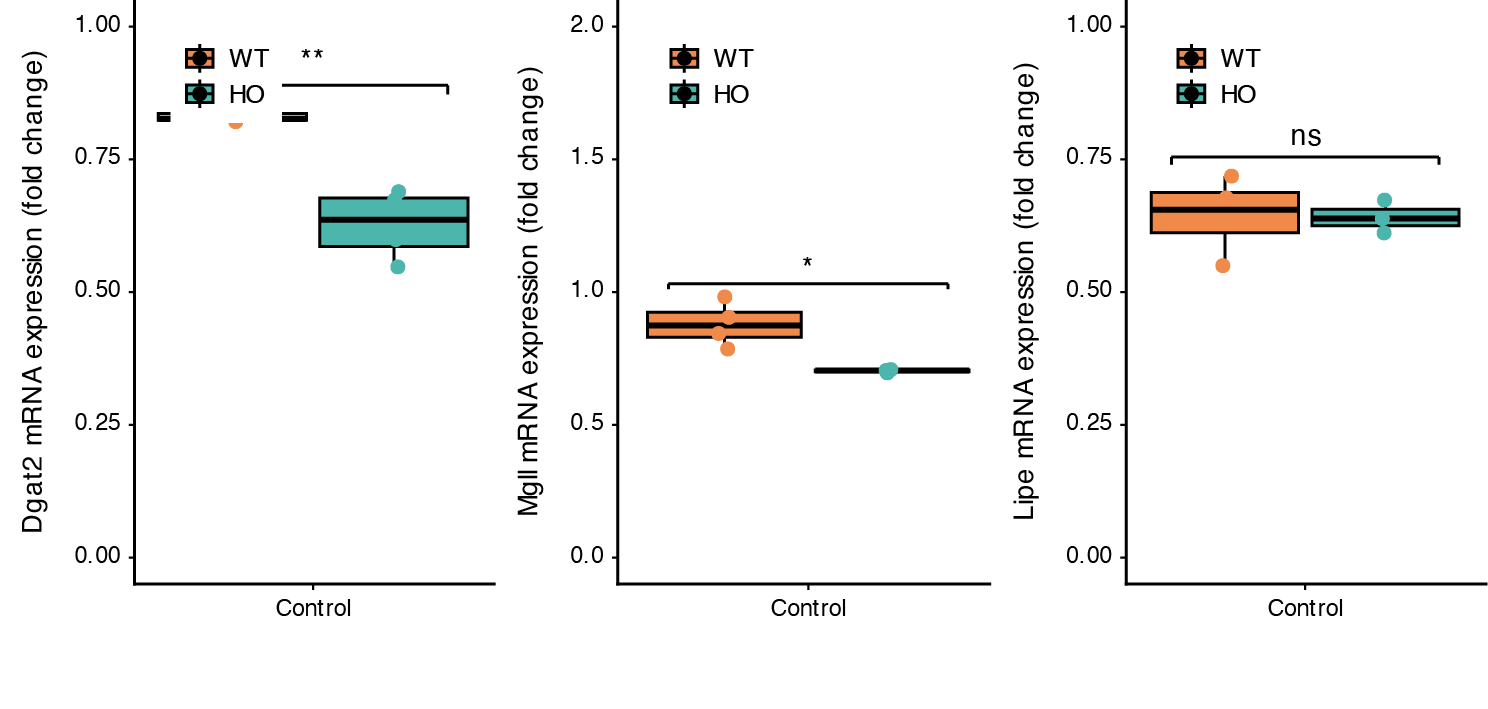 Dgat2 mRNA expression (fold change)
1.00
0.75
0.50
0.25
0.00
WT
HO
**
Control
Mgll mRNA expression (fold change)
2.0
1.5
1.0
0.5
0.0
WT
HO
*
Control
Lipe mRNA expression (fold change)
1.00
0.75
0.50
0.25
0.00
WT
HO
ns
Control